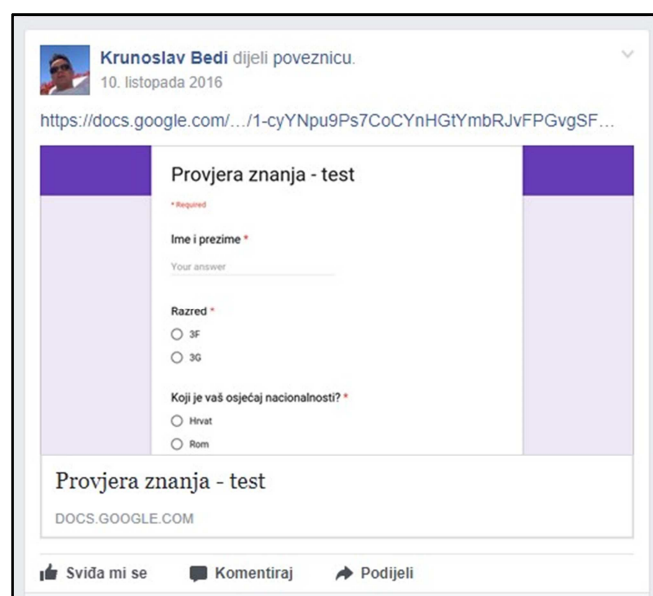 Krunoslav Bedi dijeli poveznicu.
10. listopada 2016
https://docs.google.com/.../1-cyYNpu9Ps7CoCYnHGtYmbRJvFPGvgSF...
Provjera znanja - test
* Required
Ime i prezime *
Your answer
Razred *
3F
3G
Koji je vaš osjećaj nacionalnosti? *
Hrvat
Rom
Provjera znanja - test
DOCS.GOOGLE.COM
Sviđa mi se Komentiraj Podijeli